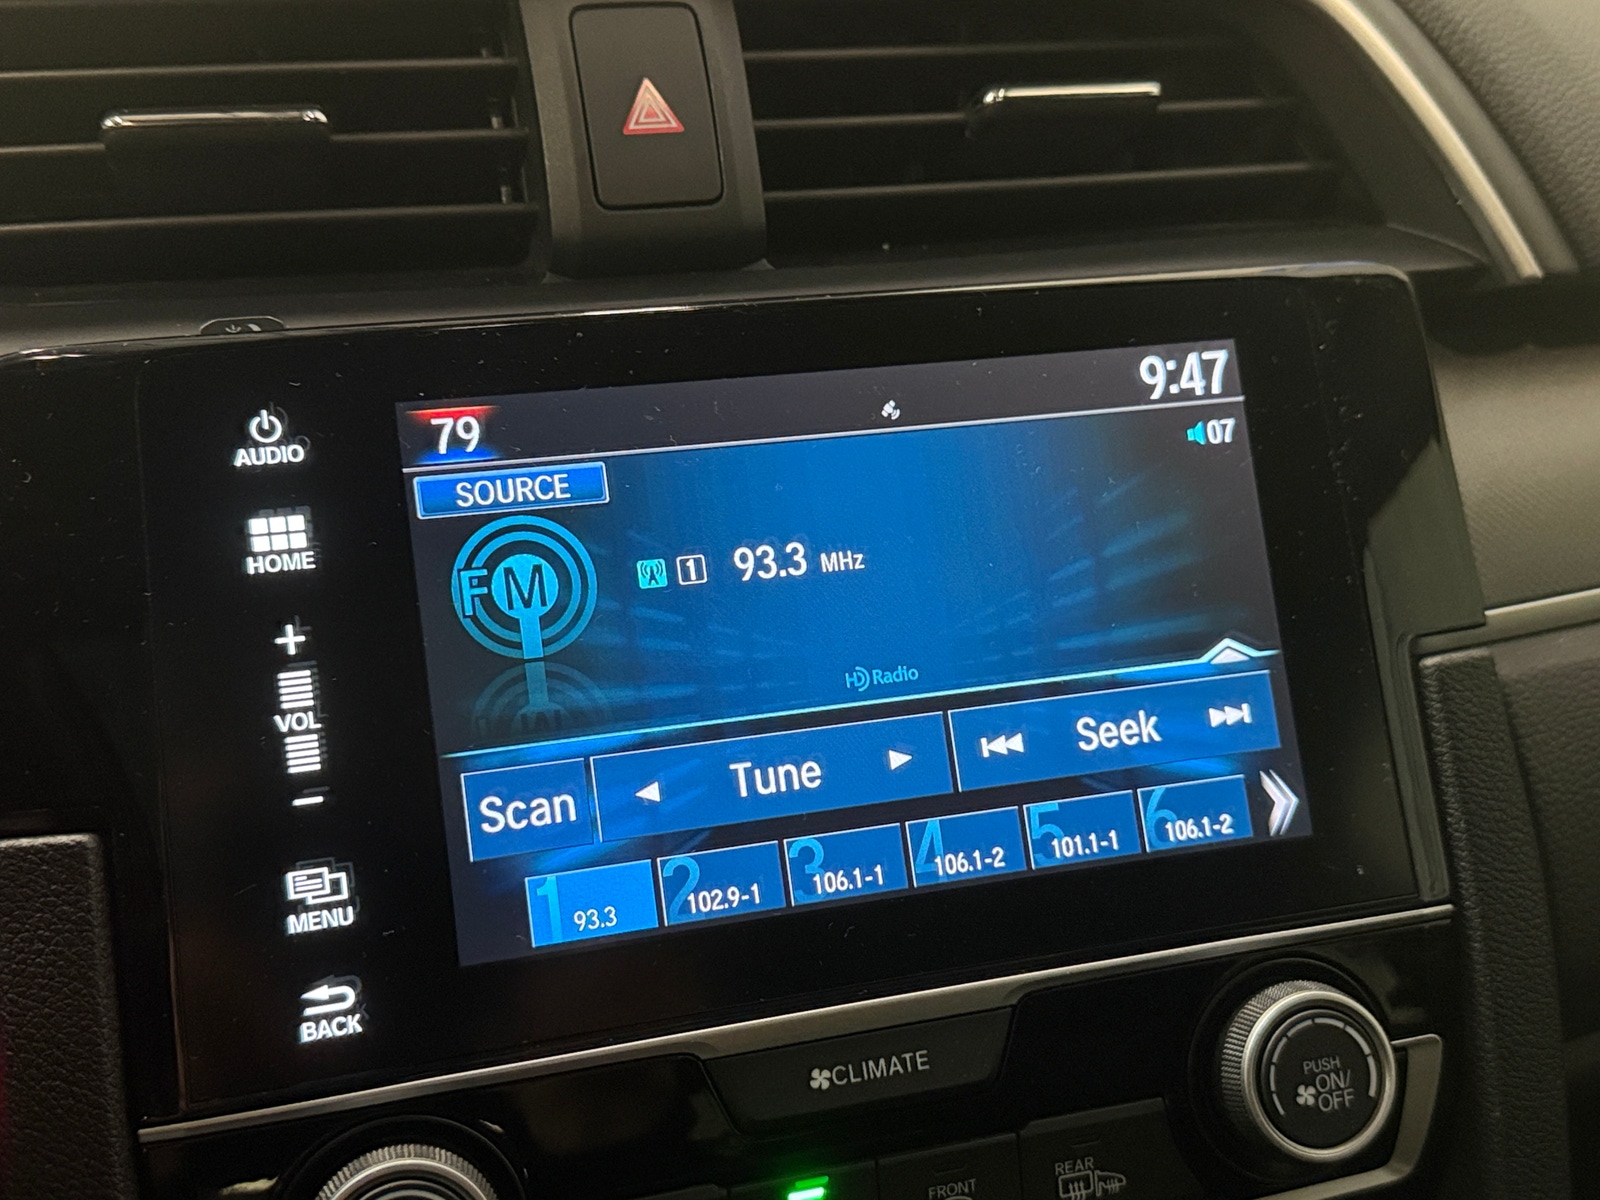 AUDIO
HOME
+
VOL
-
MENU
BACK
79
9:47
07
SOURCE
FM
1 93.3 MHz
HD Radio
Scan
Tune
Seek
1 93.3
2 102.9-1
3 106.1-1
4 106.1-2
5 101.1-1
6 106.1-2
CLIMATE
PUSH
ON/
OFF
FRONT
REAR